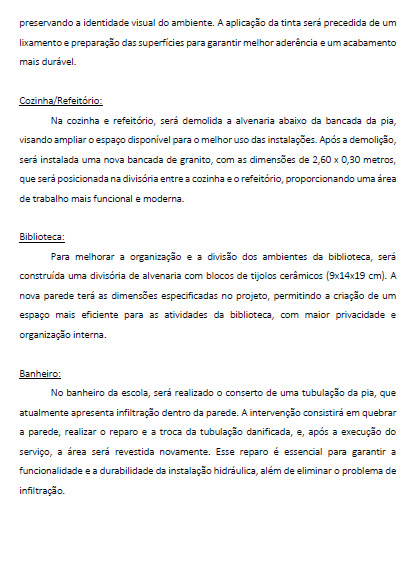 preservando a identidade visual do ambiente. A aplicação da tinta será precedida de um
lixamento e preparação das superfícies para garantir melhor aderência e um acabamento
mais durável.
Cozinha/Refeitório:
Na cozinha e refeitório, será demolida a alvenaria abaixo da bancada da pia,
visando ampliar o espaço disponível para o melhor uso das instalações. Após a demolição,
será instalada uma nova bancada de granito, com as dimensões de 2,60 x 0,30 metros,
que será posicionada na divisória entre a cozinha e o refeitório, proporcionando uma área
de trabalho mais funcional e moderna.
Biblioteca:
Para melhorar a organização e a divisão dos ambientes da biblioteca, será
construída uma divisória de alvenaria com blocos de tijolos cerâmicos (9x14x19 cm). A
nova parede terá as dimensões especificadas no projeto, permitindo a criação de um
espaço mais eficiente para as atividades da biblioteca, com maior privacidade e
organização interna.
Banheiro:
No banheiro da escola, será realizado o conserto de uma tubulação da pia, que
atualmente apresenta infiltração dentro da parede. A intervenção consistirá em quebrar
a parede, realizar o reparo e a troca da tubulação danificada, e, após a execução do
serviço, a área será revestida novamente. Esse reparo é essencial para garantir a
funcionalidade e a durabilidade da instalação hidráulica, além de eliminar o problema de
infiltração.